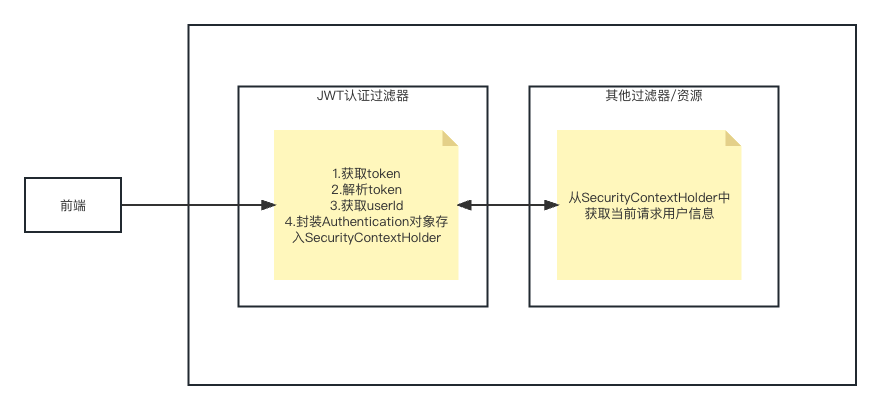 前端
JWT认证过滤器
1.获取token
2.解析token
3.获取userId
4.封装Authentication对象存
入SecurityContextHolder
其他过滤器/资源
从SecurityContextHolder中
获取当前请求用户信息